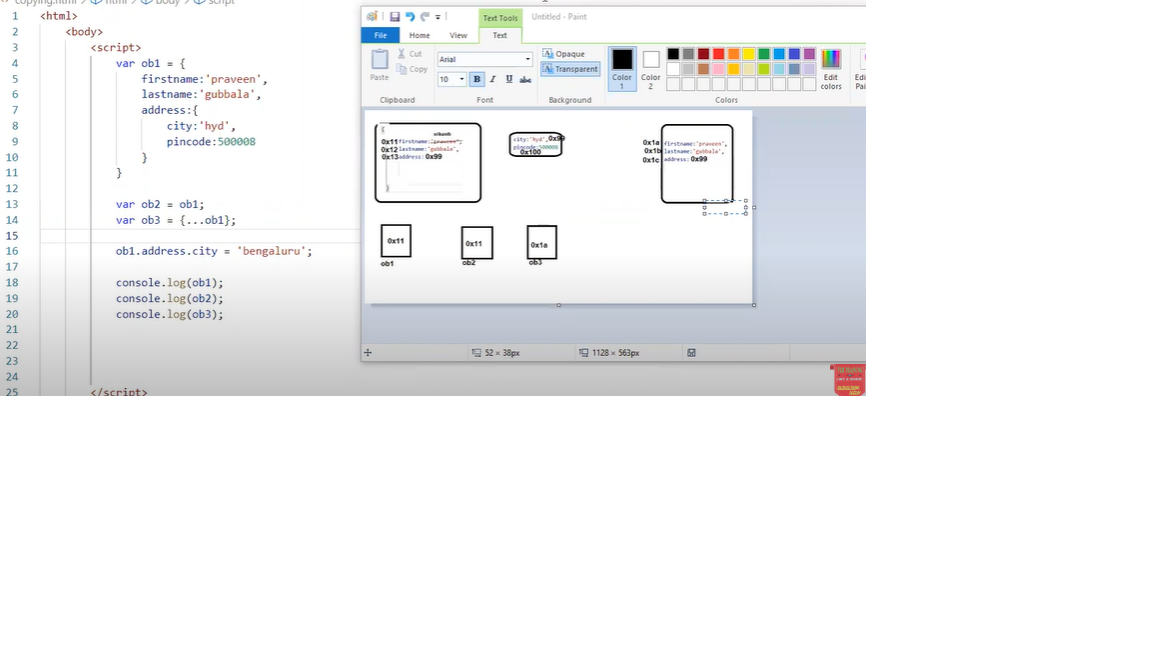 copying.html > html > body > script
1 <html>
2 <body>
3 <script>
4 var ob1 = {
5 firstname:'praveen',
6 lastname:'gubbala',
7 address:{
8 city:'hyd',
9 pincode:500008
10 }
11 }
12
13 var ob2 = ob1;
14 var ob3 = {...ob1};
15
16 ob1.address.city = 'bengaluru';
17
18 console.log(ob1);
19 console.log(ob2);
20 console.log(ob3);
21
22
23
24
25 </script>
Text Tools
Untitled - Paint
File Home View Text
Paste
Cut
Copy
Clipboard
Arial
10 B I U abc
Font
Opaque
Transparent
Background
Color 1
Color 2
Edit colors
Colors
{
0x11 firstname:"praveen",
0x12 lastname:"gubbala",
0x13 address: 0x99
}
city:"hyd", 0x99
pincode:500008
0x100
0x1a firstname:'praveen',
0x1b lastname:'gubbala',
0x1c address: 0x99
0x11
ob1
0x11
ob2
0x1a
ob3
52 × 38px
1128 × 563px